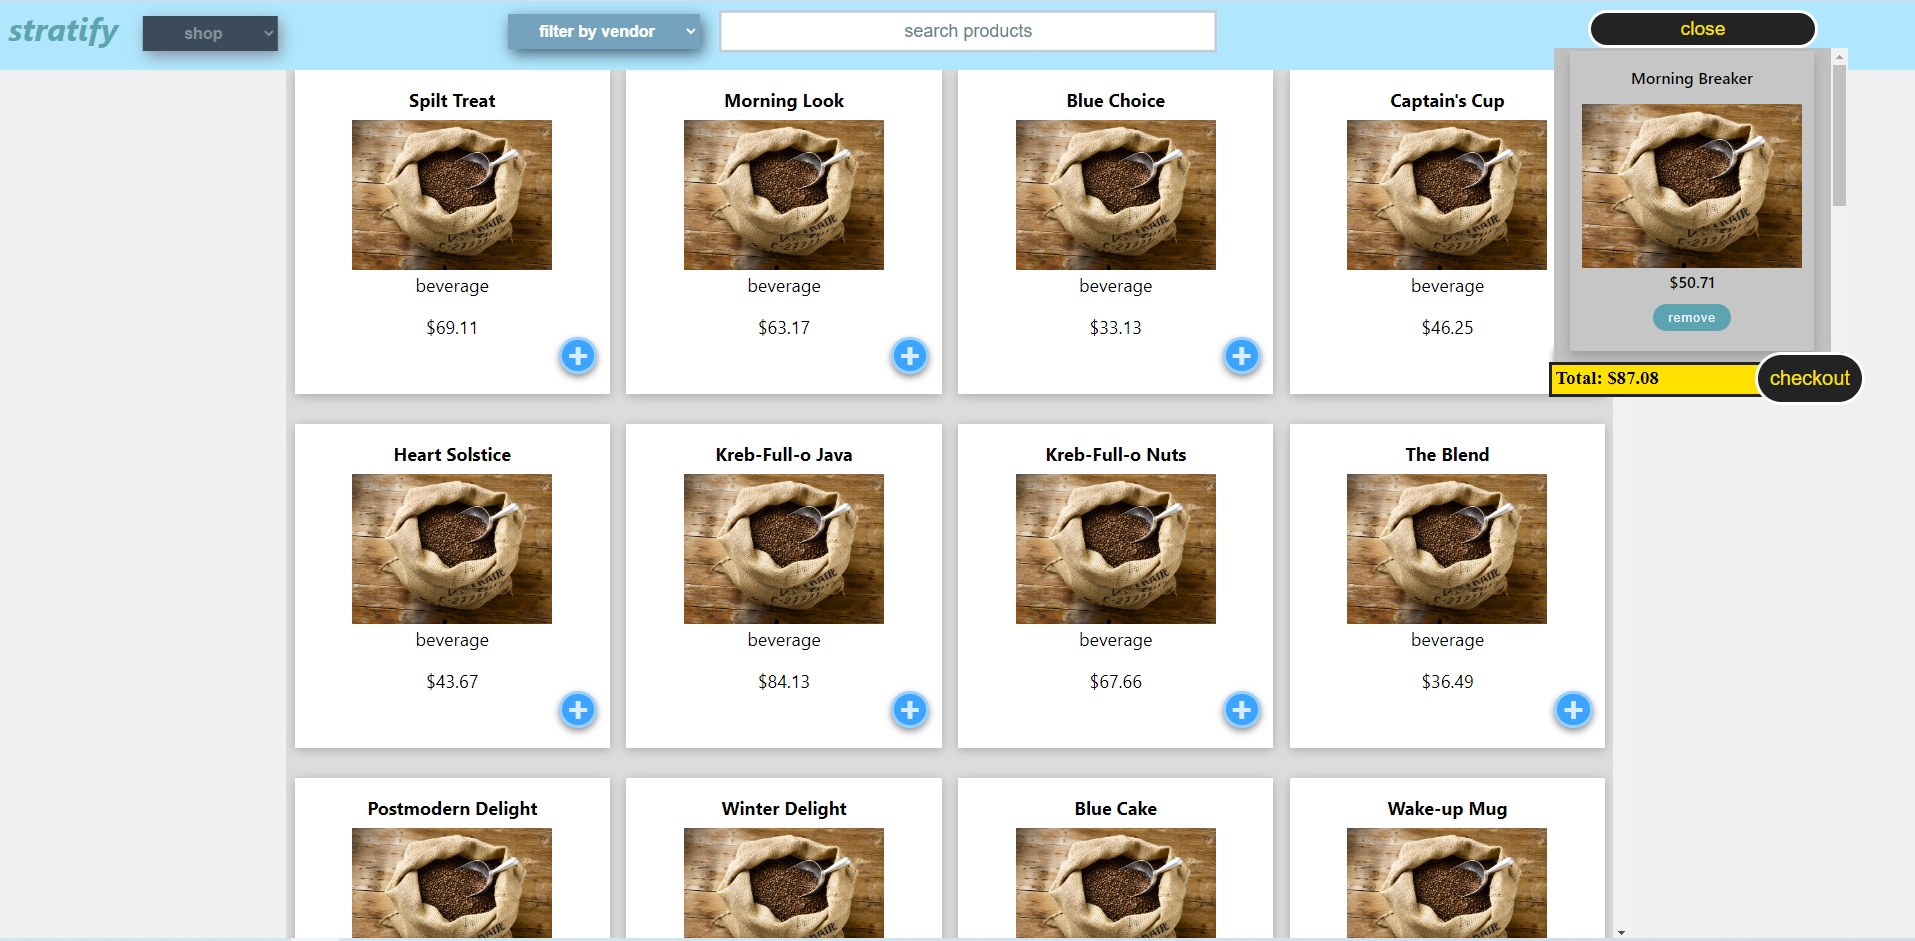 stratify
shop
filter by vendor
search products
close
Spilt Treat
beverage
$69.11
Morning Look
beverage
$63.17
Blue Choice
beverage
$33.13
Captain's Cup
beverage
$46.25
Morning Breaker
$50.71
remove
Total: $87.08
checkout
Heart Solstice
beverage
$43.67
Kreb-Full-o Java
beverage
$84.13
Kreb-Full-o Nuts
beverage
$67.66
The Blend
beverage
$36.49
Postmodern Delight
Winter Delight
Blue Cake
Wake-up Mug